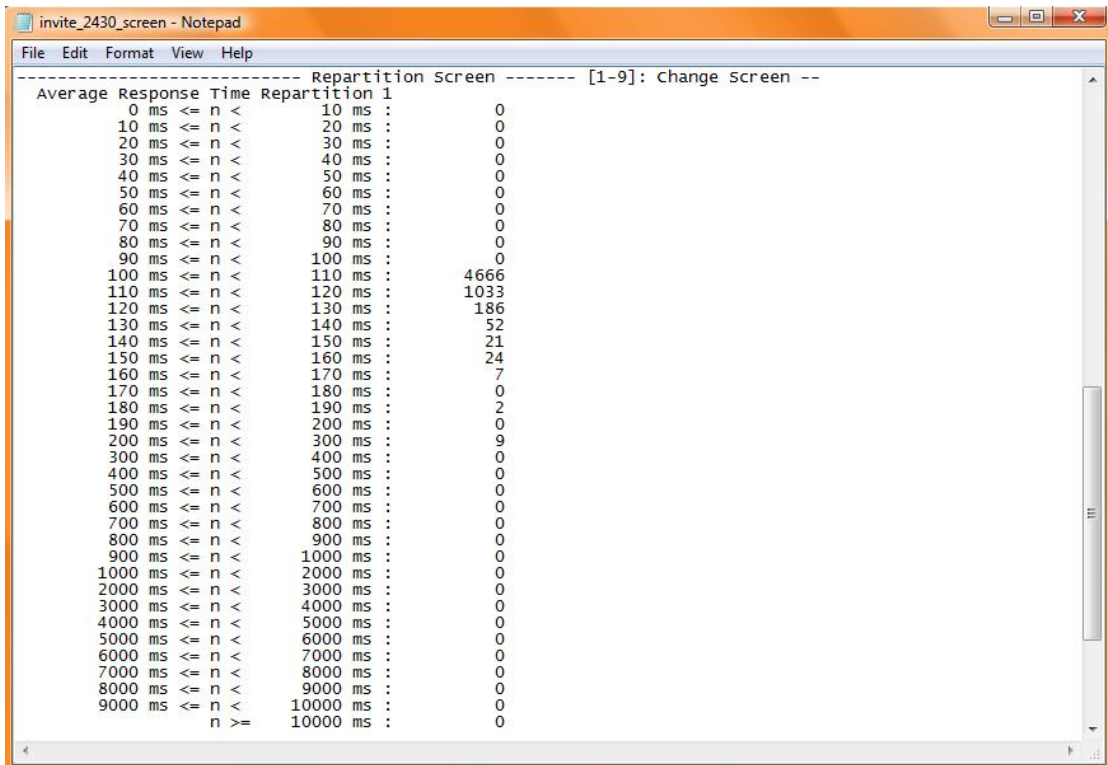 invite_2430_screen - Notepad
File Edit Format View Help
---------------------------- Repartition Screen ------- [1-9]: Change Screen --
Average Response Time Repartition 1
0 ms <= n < 10 ms : 0
10 ms <= n < 20 ms : 0
20 ms <= n < 30 ms : 0
30 ms <= n < 40 ms : 0
40 ms <= n < 50 ms : 0
50 ms <= n < 60 ms : 0
60 ms <= n < 70 ms : 0
70 ms <= n < 80 ms : 0
80 ms <= n < 90 ms : 0
90 ms <= n < 100 ms : 0
100 ms <= n < 110 ms : 4666
110 ms <= n < 120 ms : 1033
120 ms <= n < 130 ms : 186
130 ms <= n < 140 ms : 52
140 ms <= n < 150 ms : 21
150 ms <= n < 160 ms : 24
160 ms <= n < 170 ms : 7
170 ms <= n < 180 ms : 0
180 ms <= n < 190 ms : 2
190 ms <= n < 200 ms : 0
200 ms <= n < 300 ms : 9
300 ms <= n < 400 ms : 0
400 ms <= n < 500 ms : 0
500 ms <= n < 600 ms : 0
600 ms <= n < 700 ms : 0
700 ms <= n < 800 ms : 0
800 ms <= n < 900 ms : 0
900 ms <= n < 1000 ms : 0
1000 ms <= n < 2000 ms : 0
2000 ms <= n < 3000 ms : 0
3000 ms <= n < 4000 ms : 0
4000 ms <= n < 5000 ms : 0
5000 ms <= n < 6000 ms : 0
6000 ms <= n < 7000 ms : 0
7000 ms <= n < 8000 ms : 0
8000 ms <= n < 9000 ms : 0
9000 ms <= n < 10000 ms : 0
n >= 10000 ms : 0